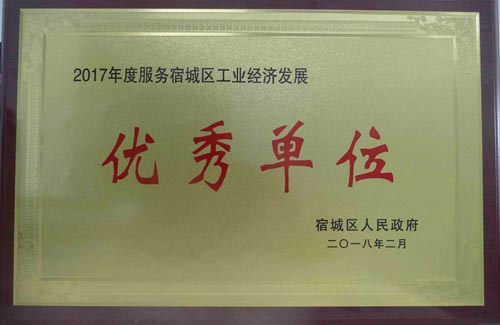 2017年度服务宿城区工业经济发展
优秀单位
宿城区人民政府
二〇一八年二月